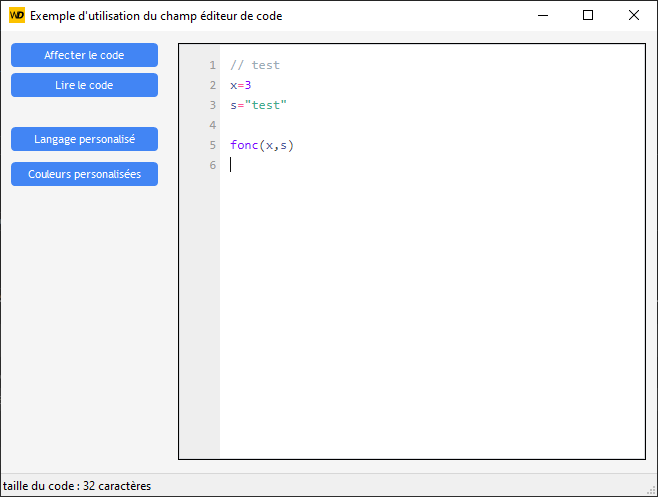 WD Exemple d'utilisation du champ éditeur de code
Affecter le code
Lire le code
Langage personalisé
Couleurs personalisées
1 // test
2 x=3
3 s="test"
4
5 fonc(x,s)
6
taille du code : 32 caractères